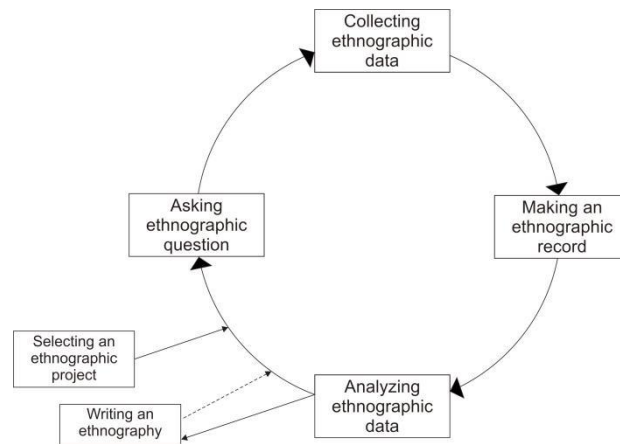 Collecting
ethnographic
data
Asking
ethnographic
question
Making an
ethnographic
record
Selecting an
ethnographic
project
Analyzing
ethnographic
data
Writing an
ethnography